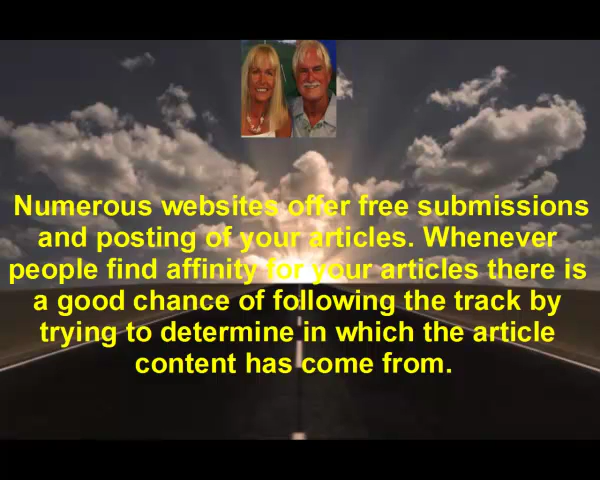 Numerous websites offer free submissions
and posting of your articles. Whenever
people find affinity for your articles there is
a good chance of following the track by
trying to determine in which the article
content has come from.